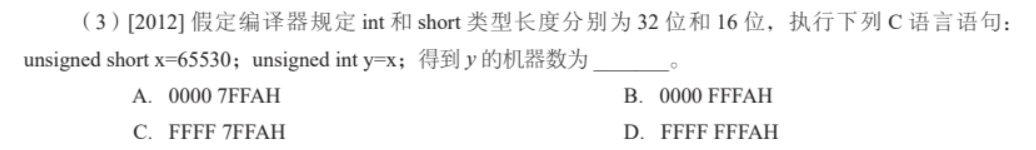 （3）[2012] 假定编译器规定 int 和 short 类型长度分别为 32 位和 16 位，执行下列 C 语言语句：
unsigned short x=65530；unsigned int y=x；得到 y 的机器数为 _______。
A. 0000 7FFAH B. 0000 FFFAH
C. FFFF 7FFAH D. FFFF FFFAH